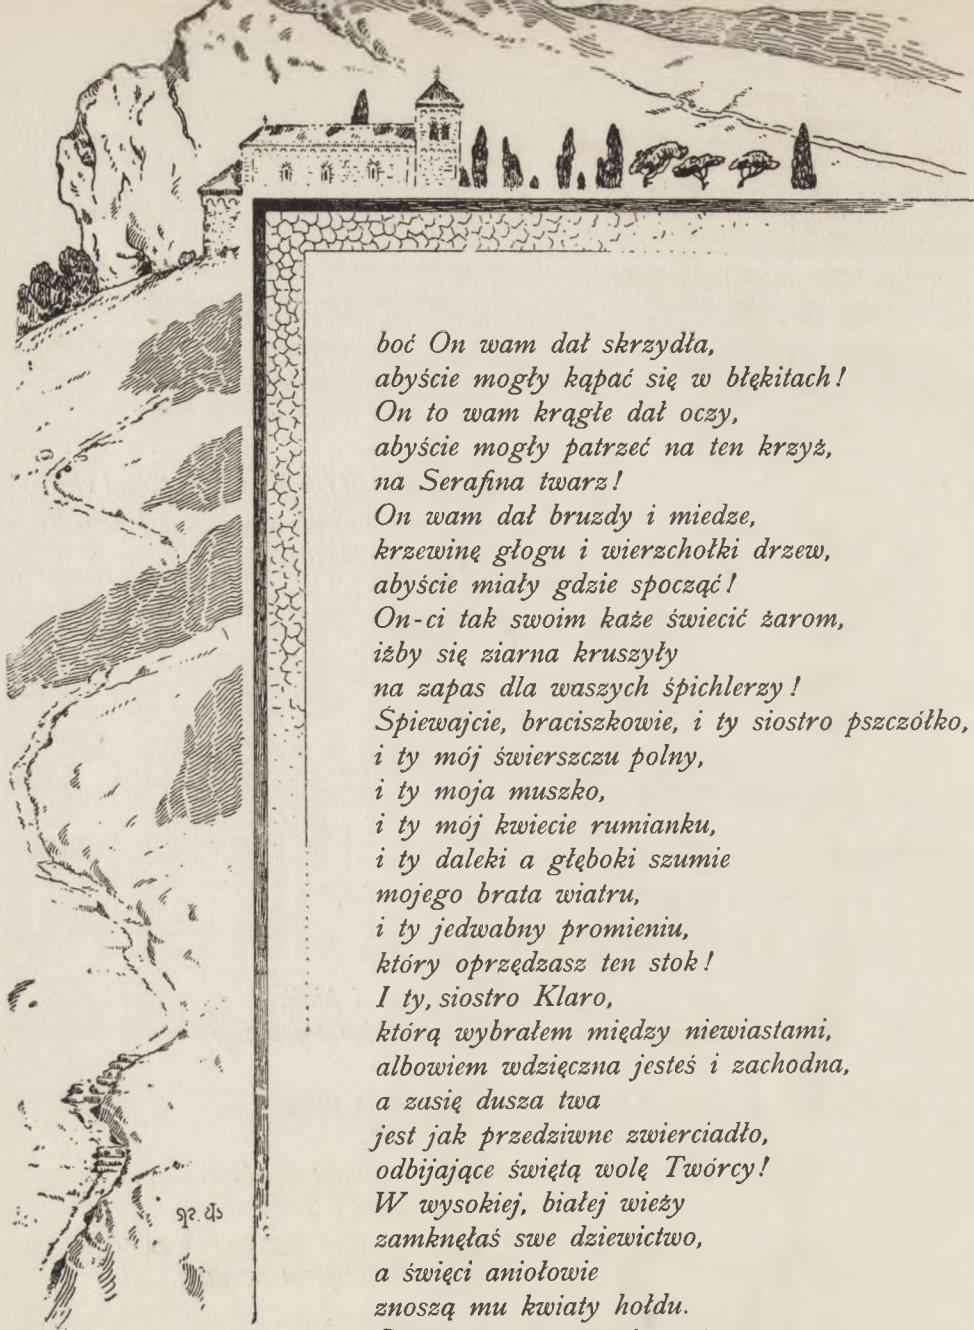 boć On wam dał skrzydła,
abyście mogły kąpać się w błękitach!
On to wam krągłe dał oczy,
abyście mogły patrzeć na ten krzyż,
na Serafina twarz!
On wam dał bruzdy i miedze,
krzewinę głogu i wierzchołki drzew,
abyście miały gdzie spocząć!
On-ci tak swoim każe świecić żarom,
iżby się ziarna kruszyły
na zapas dla waszych śpichlerzy!
Śpiewajcie, braciszkowie, i ty siostro pszczółko,
i ty mój świerszczu polny,
i ty moja muszko,
i ty mój kwiecie rumianku,
i ty daleki a głęboki szumie
mojego brata wiatru,
i ty jedwabny promieniu,
który oprzędzasz ten stok!
I ty, siostro Klaro,
którą wybrałem między niewiastami,
albowiem wdzięczna jesteś i zachodna,
a zasię dusza twa
jest jak przedziwne zwierciadło,
odbijające świętą wolę Twórcy!
W wysokiej, białej wieży
zamknęłaś swe dziewictwo,
a święci aniołowie
znoszą mu kwiaty hołdu.